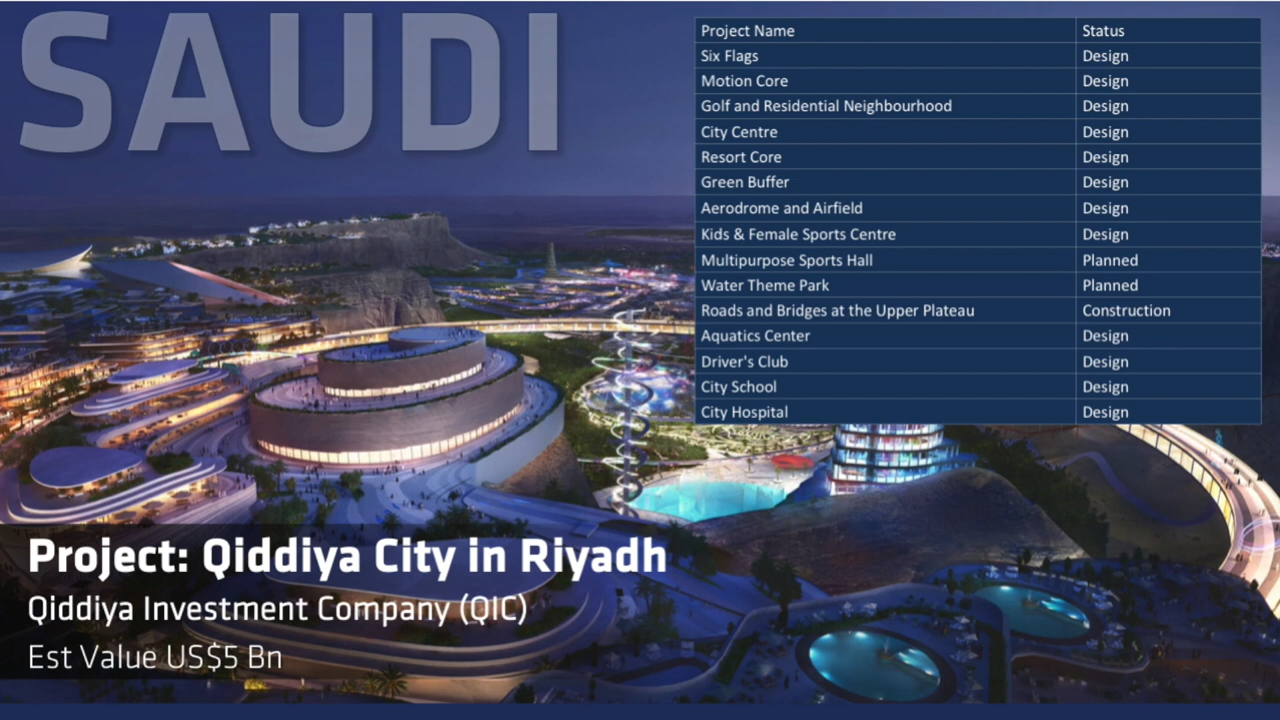 SAUDI
Project Name Status
Six Flags Design
Motion Core Design
Golf and Residential Neighbourhood Design
City Centre Design
Resort Core Design
Green Buffer Design
Aerodrome and Airfield Design
Kids & Female Sports Centre Design
Multipurpose Sports Hall Planned
Water Theme Park Planned
Roads and Bridges at the Upper Plateau Construction
Aquatics Center Design
Driver's Club Design
City School Design
City Hospital Design
Project: Qiddiya City in Riyadh
Qiddiya Investment Company (QIC)
Est Value US$5 Bn